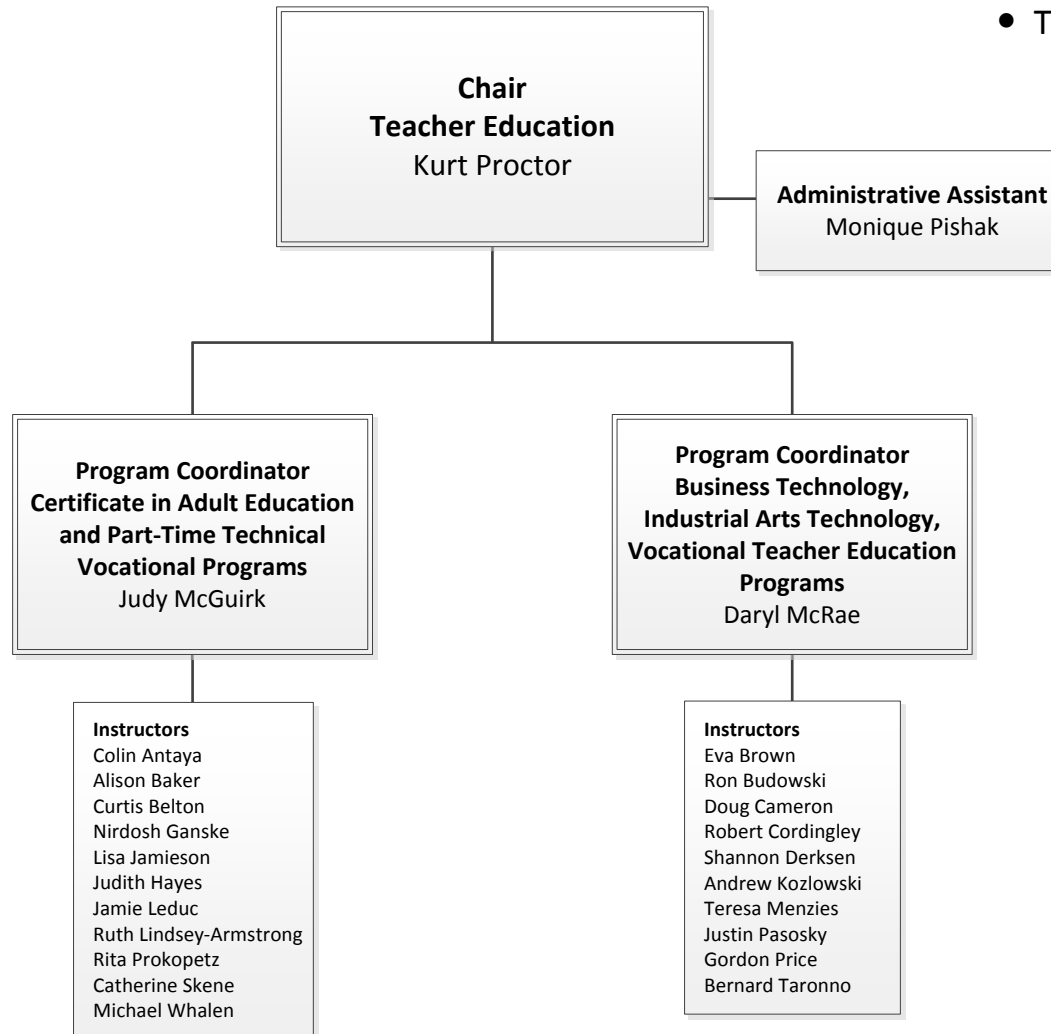 • T
Chair
Teacher Education
Kurt Proctor
Administrative Assistant
Monique Pishak
Program Coordinator
Certificate in Adult Education
and Part-Time Technical
Vocational Programs
Judy McGuirk
Program Coordinator
Business Technology,
Industrial Arts Technology,
Vocational Teacher Education
Programs
Daryl McRae
Instructors
Colin Antaya
Alison Baker
Curtis Belton
Nirdosh Ganske
Lisa Jamieson
Judith Hayes
Jamie Leduc
Ruth Lindsey-Armstrong
Rita Prokopetz
Catherine Skene
Michael Whalen
Instructors
Eva Brown
Ron Budowski
Doug Cameron
Robert Cordingley
Shannon Derksen
Andrew Kozlowski
Teresa Menzies
Justin Pasosky
Gordon Price
Bernard Taronno